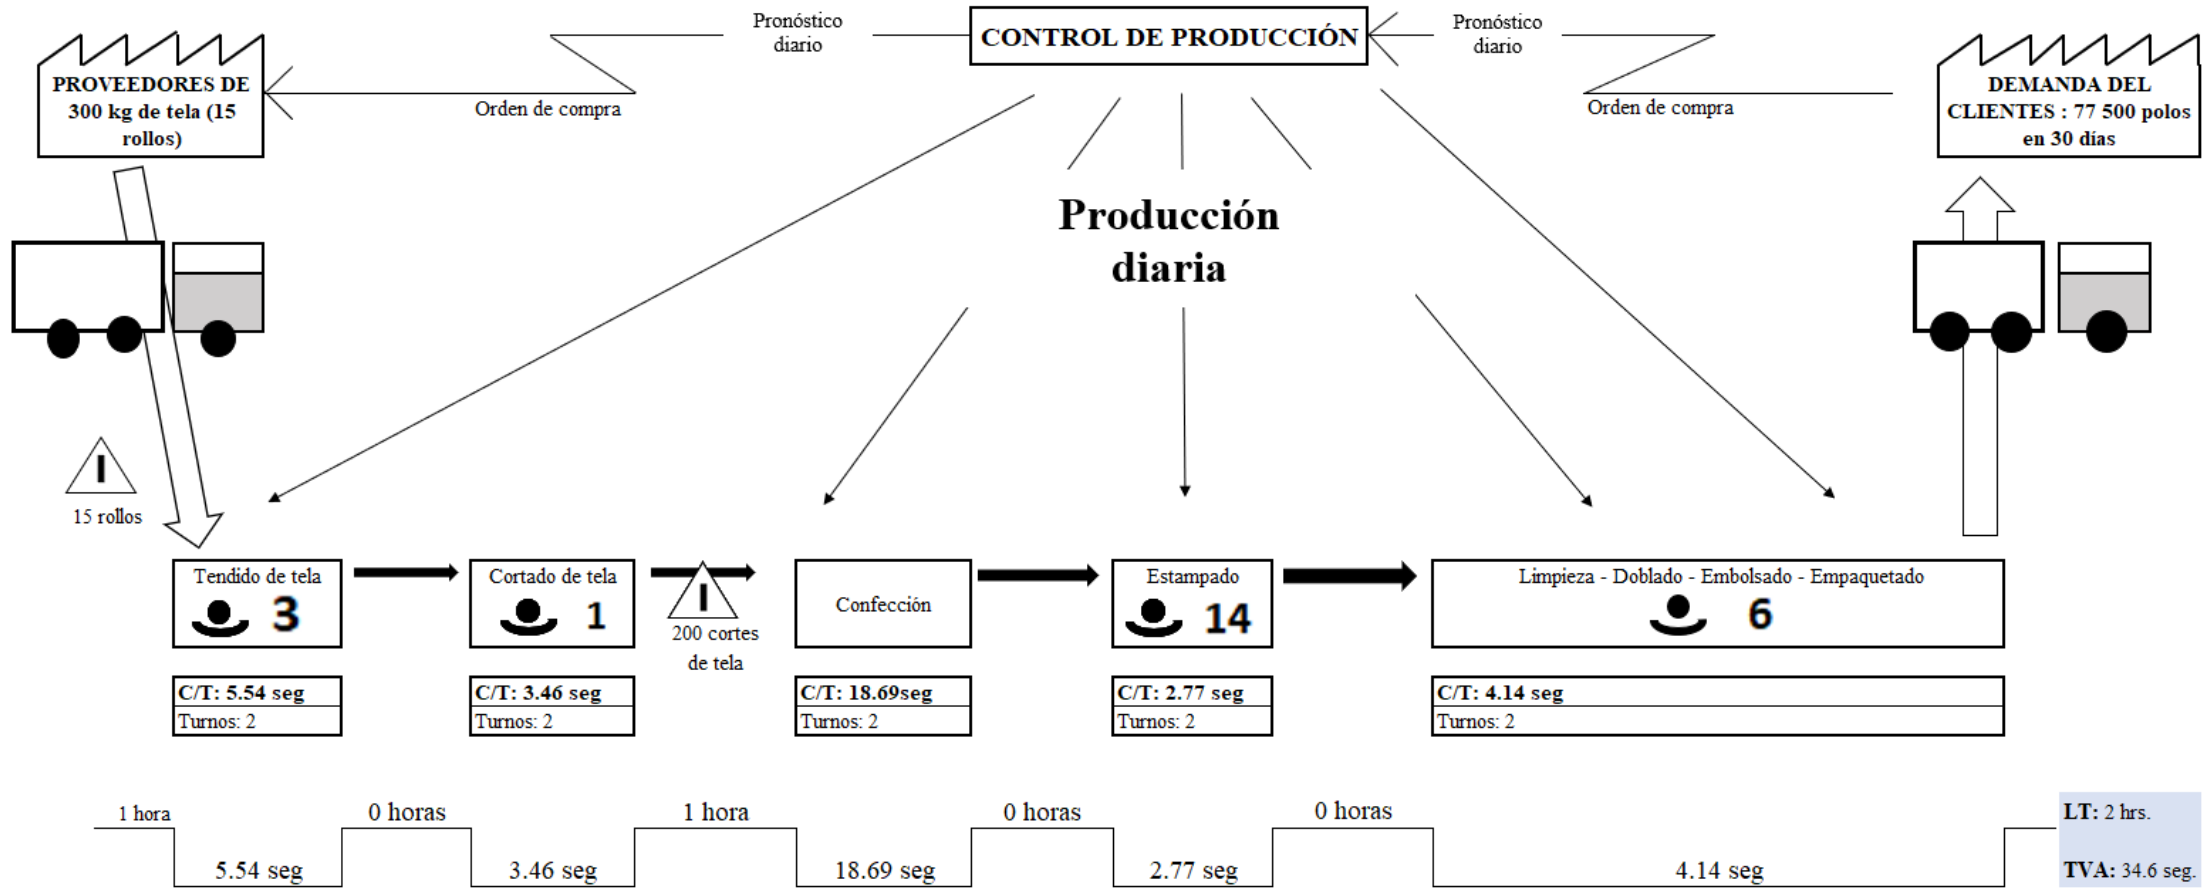 Pronóstico
diario
CONTROL DE PRODUCCIÓN
Pronóstico
diario
PROVEEDORES DE
300 kg de tela (15
rollos)
Orden de compra
Orden de compra
DEMANDA DEL
CLIENTES : 77 500 polos
en 30 días
Producción
diaria
I
15 rollos
Tendido de tela
3
Cortado de tela
1
I
200 cortes
de tela
Confección
Estampado
14
Limpieza - Doblado - Embolsado - Empaquetado
6
C/T: 5.54 seg
Turnos: 2
C/T: 3.46 seg
Turnos: 2
C/T: 18.69seg
Turnos: 2
C/T: 2.77 seg
Turnos: 2
C/T: 4.14 seg
Turnos: 2
1 hora
0 horas
1 hora
0 horas
0 horas
LT: 2 hrs.
5.54 seg
3.46 seg
18.69 seg
2.77 seg
4.14 seg
TVA: 34.6 seg.